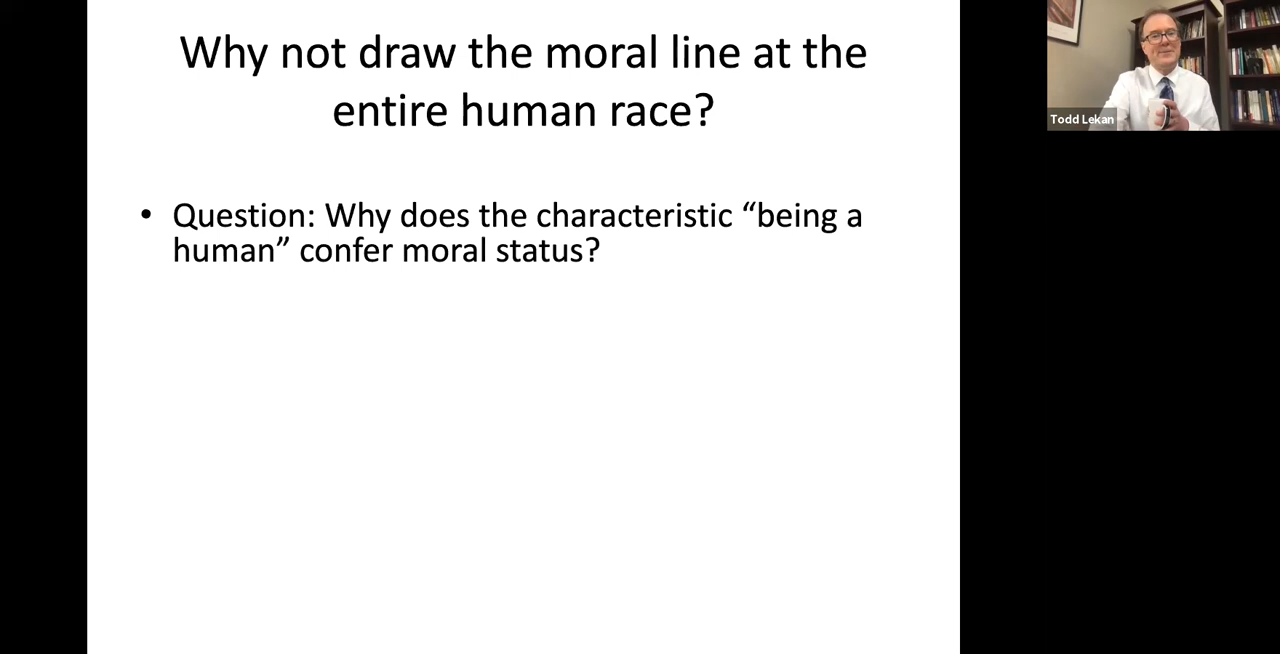 Why not draw the moral line at the
entire human race?
• Question: Why does the characteristic “being a
human” confer moral status?
Todd Lekan